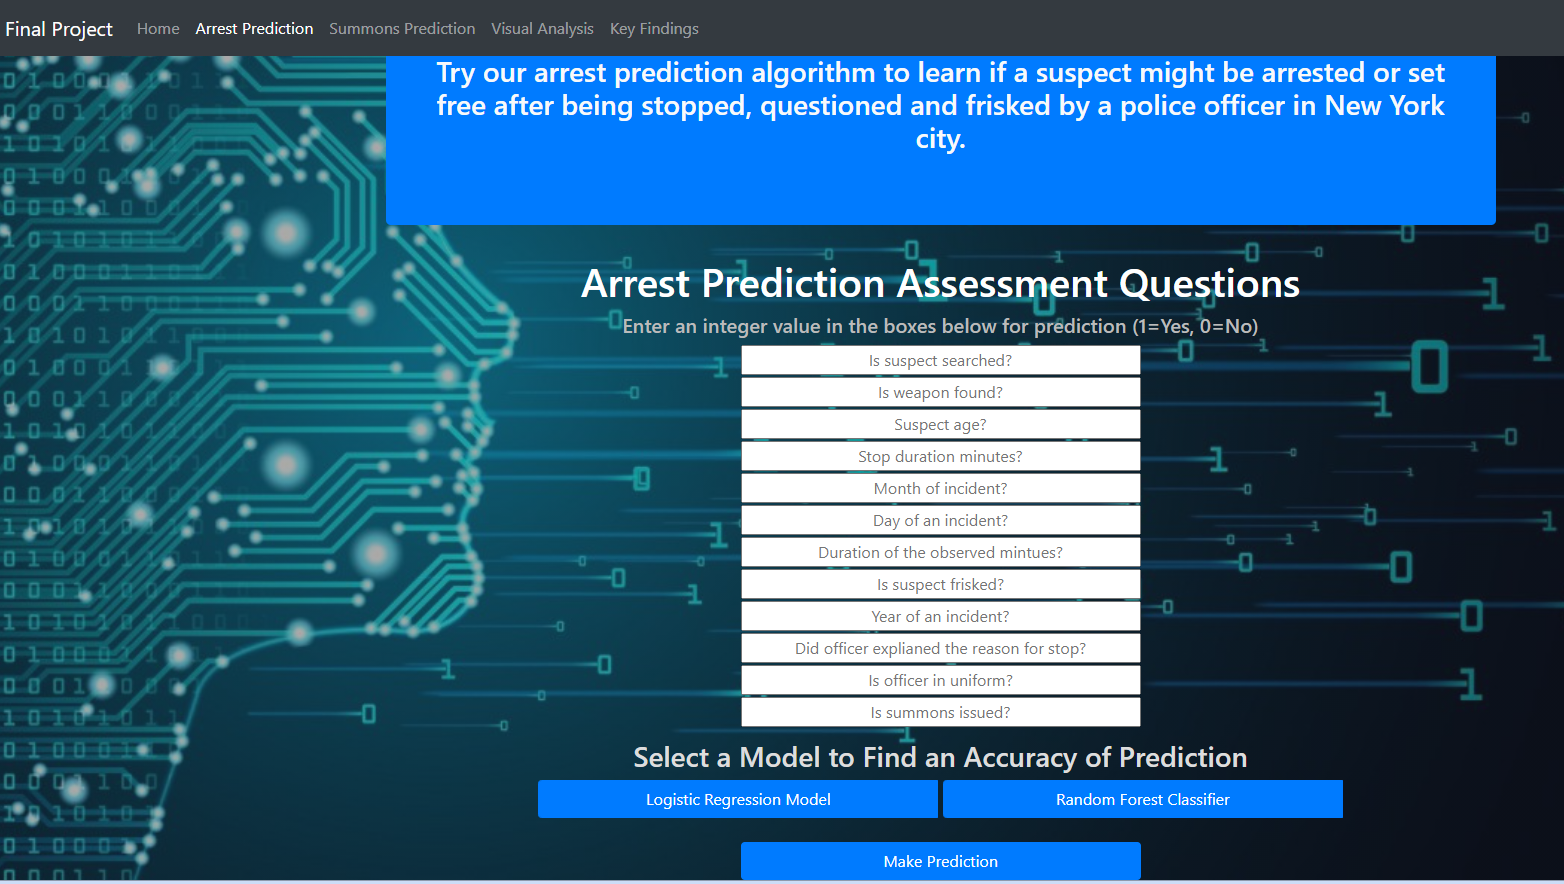 Final Project Home Arrest Prediction Summons Prediction Visual Analysis Key Findings
Try our arrest prediction algorithm to learn if a suspect might be arrested or set
free after being stopped, questioned and frisked by a police officer in New York
city.
Arrest Prediction Assessment Questions
Enter an integer value in the boxes below for prediction (1=Yes, 0=No)
Is suspect searched?
Is weapon found?
Suspect age?
Stop duration minutes?
Month of incident?
Day of an incident?
Duration of the observed mintues?
Is suspect frisked?
Year of an incident?
Did officer explianed the reason for stop?
Is officer in uniform?
Is summons issued?
Select a Model to Find an Accuracy of Prediction
Logistic Regression Model Random Forest Classifier
Make Prediction